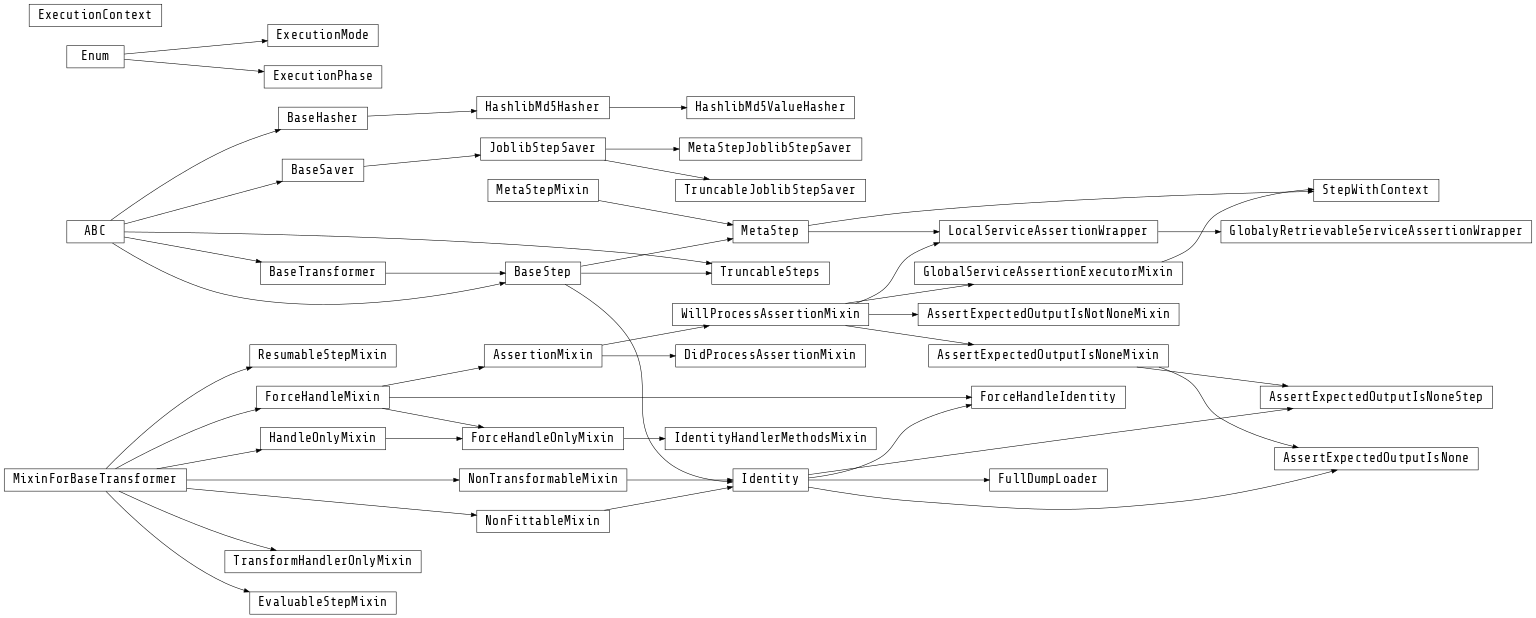 ExecutionContext
ExecutionMode
Enum
ExecutionPhase
HashlibMd5Hasher
HashlibMd5ValueHasher
BaseHasher
JoblibStepSaver
MetaStepJoblibStepSaver
BaseSaver
MetaStepMixin
TruncableJoblibStepSaver
StepWithContext
ABC
MetaStep
LocalServiceAssertionWrapper
GlobalyRetrievableServiceAssertionWrapper
BaseTransformer
BaseStep
TruncableSteps
GlobalServiceAssertionExecutorMixin
WillProcessAssertionMixin
AssertExpectedOutputIsNotNoneMixin
ResumableStepMixin
AssertionMixin
DidProcessAssertionMixin
AssertExpectedOutputIsNoneMixin
ForceHandleMixin
ForceHandleIdentity
AssertExpectedOutputIsNoneStep
HandleOnlyMixin
ForceHandleOnlyMixin
IdentityHandlerMethodsMixin
AssertExpectedOutputIsNone
MixinForBaseTransformer
NonTransformableMixin
Identity
FullDumpLoader
NonFittableMixin
TransformHandlerOnlyMixin
EvaluableStepMixin